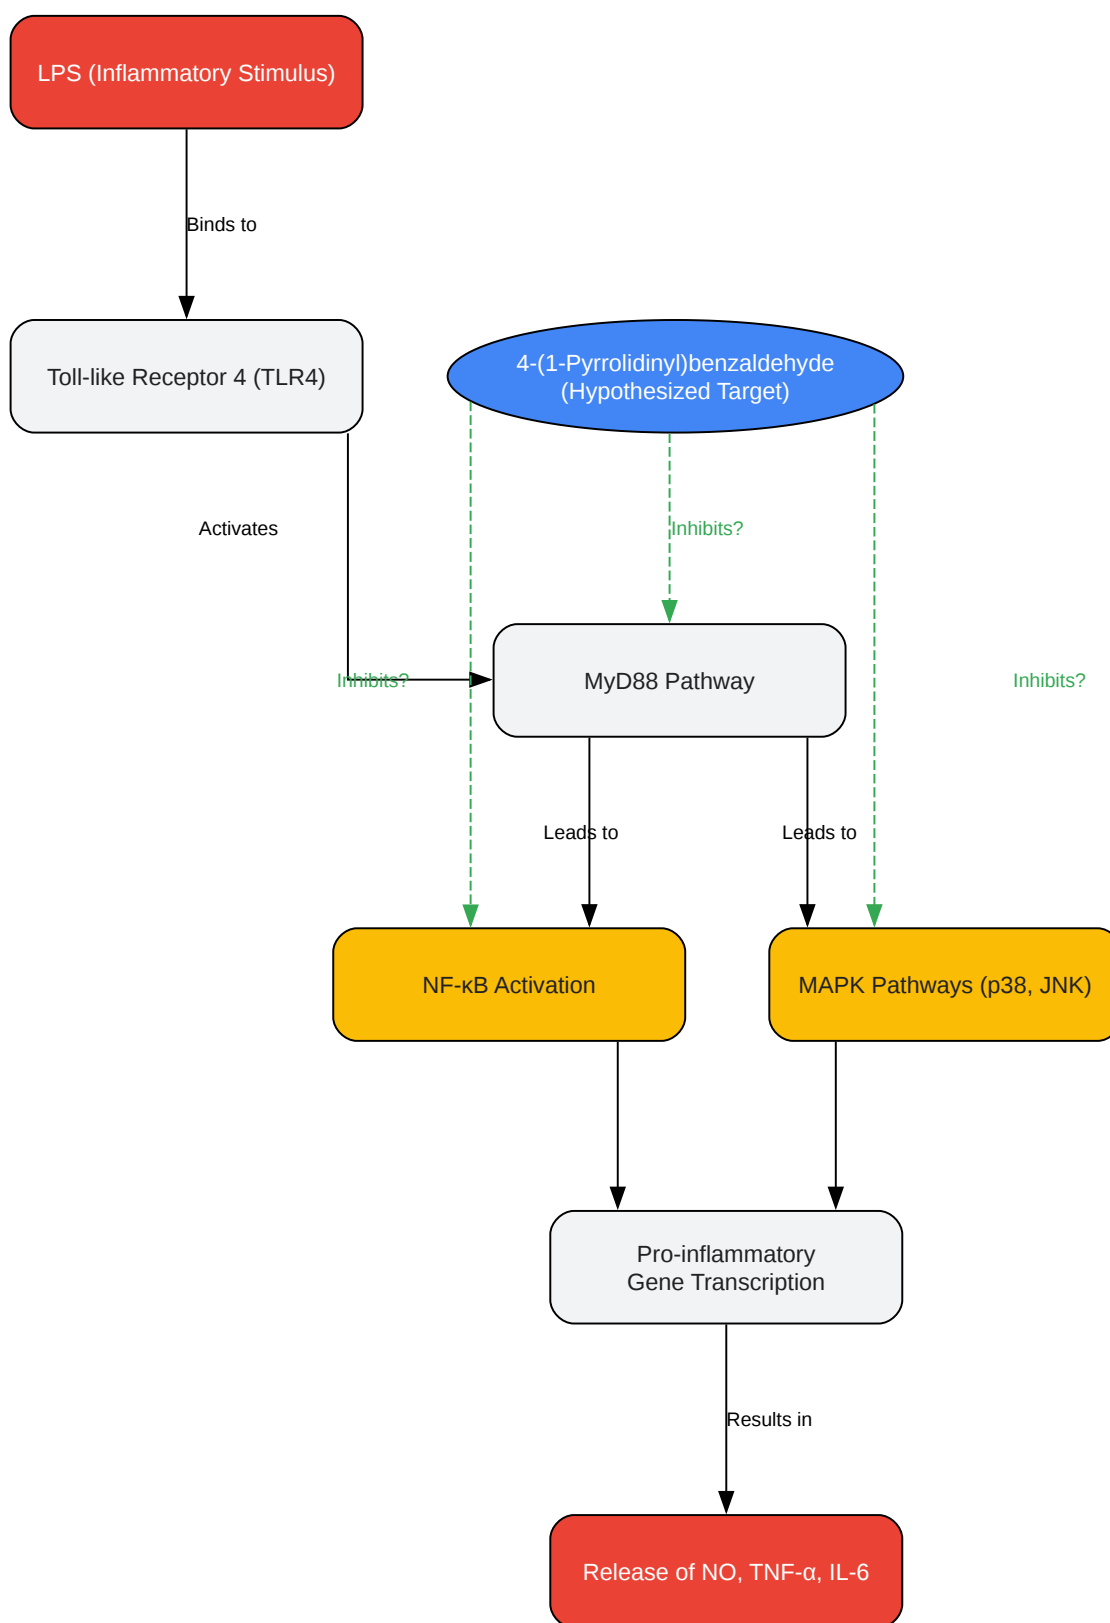 LPS (Inflammatory Stimulus)
Binds to
Toll-like Receptor 4 (TLR4)
4-(1-Pyrrolidinyl)benzaldehyde
(Hypothesized Target)
Activates
Inhibits?
Inhibits?
MyD88 Pathway
Inhibits?
Leads to
Leads to
NF-κB Activation
MAPK Pathways (p38, JNK)
Pro-inflammatory
Gene Transcription
Results in
Release of NO, TNF-α, IL-6